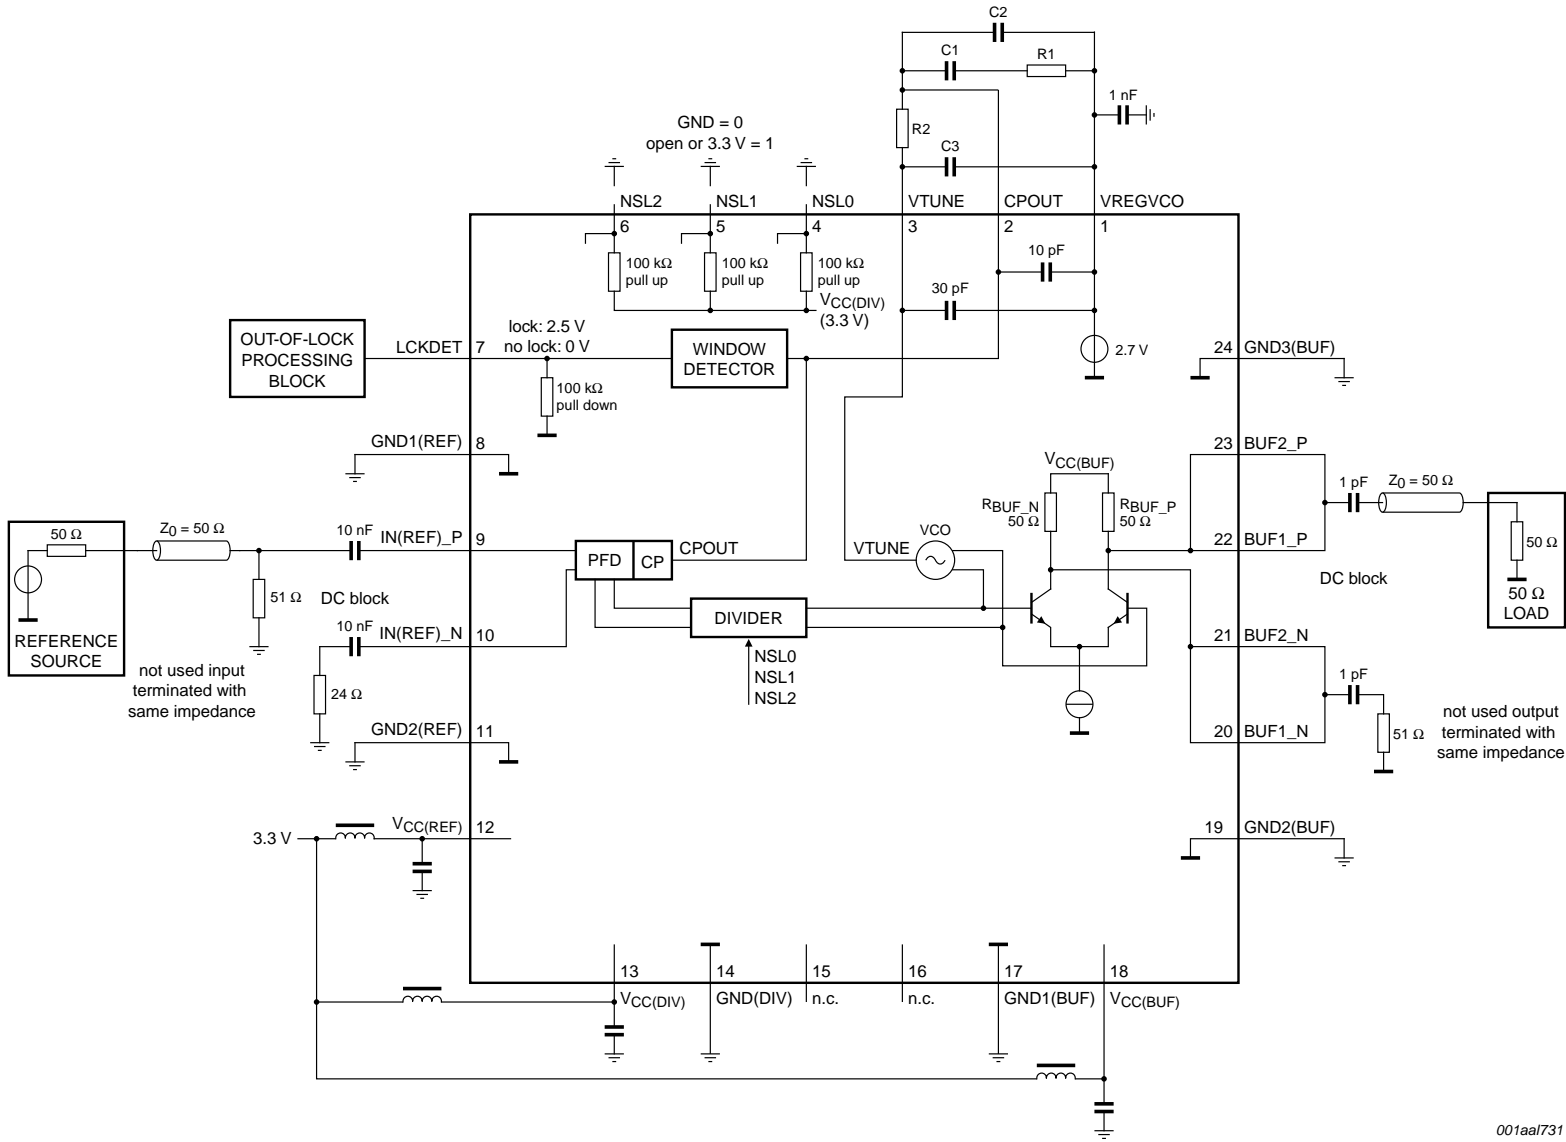 C2
C1
R1
1 nF
R2
C3
GND = 0
open or 3.3 V = 1
NSL2
NSL1
NSL0
VTUNE
CPOUT
VREGVCO
6
5
4
3
2
1
100 kΩ
pull up
100 kΩ
pull up
100 kΩ
pull up
VCC(DIV)
(3.3 V)
10 pF
30 pF
2.7 V
OUT-OF-LOCK
PROCESSING
BLOCK
LCKDET
7
lock: 2.5 V
no lock: 0 V
100 kΩ
pull down
WINDOW
DETECTOR
24
GND3(BUF)
GND1(REF)
8
23
BUF2_P
VCC(BUF)
RBUF_N
50 Ω
RBUF_P
50 Ω
1 pF
Z0 = 50 Ω
50 Ω
50 Ω
LOAD
50 Ω
Z0 = 50 Ω
10 nF
IN(REF)_P
9
PFD
CP
CPOUT
VTUNE
VCO
22
BUF1_P
DC block
REFERENCE
SOURCE
51 Ω
DC block
10 nF
IN(REF)_N
10
DIVIDER
NSL0
NSL1
NSL2
21
BUF2_N
not used input
terminated with
same impedance
24 Ω
1 pF
51 Ω
not used output
terminated with
same impedance
GND2(REF)
11
20
BUF1_N
3.3 V
VCC(REF)
12
19
GND2(BUF)
13
14
15
16
17
18
VCC(DIV)
GND(DIV)
n.c.
n.c.
GND1(BUF)
VCC(BUF)
001aal731